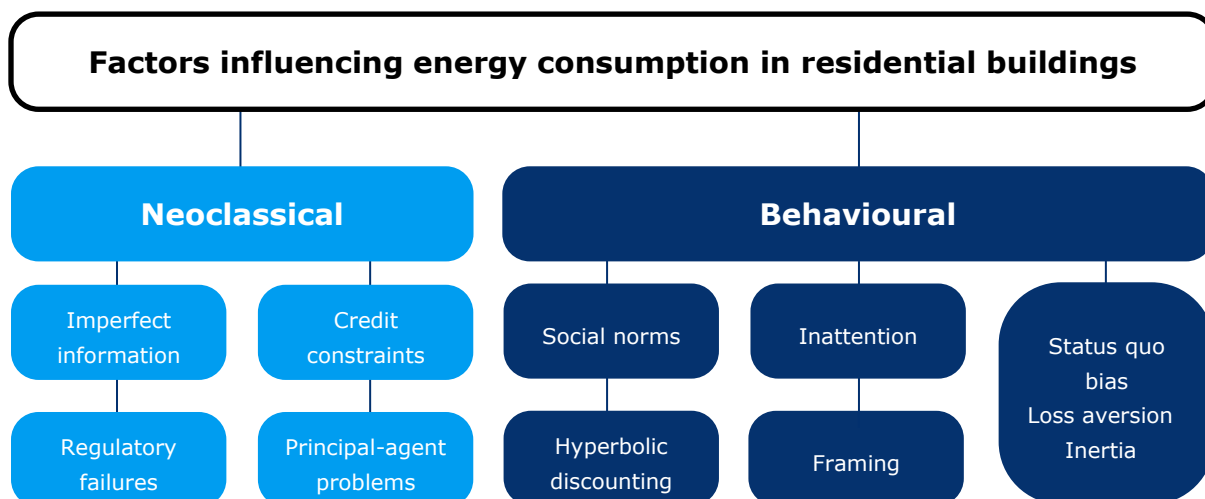 Factors influencing energy consumption in residential buildings
Neoclassical
Behavioural
Imperfect
information
Credit
constraints
Social norms
Inattention
Status quo
bias
Loss aversion
Inertia
Regulatory
failures
Principal-agent
problems
Hyperbolic
discounting
Framing